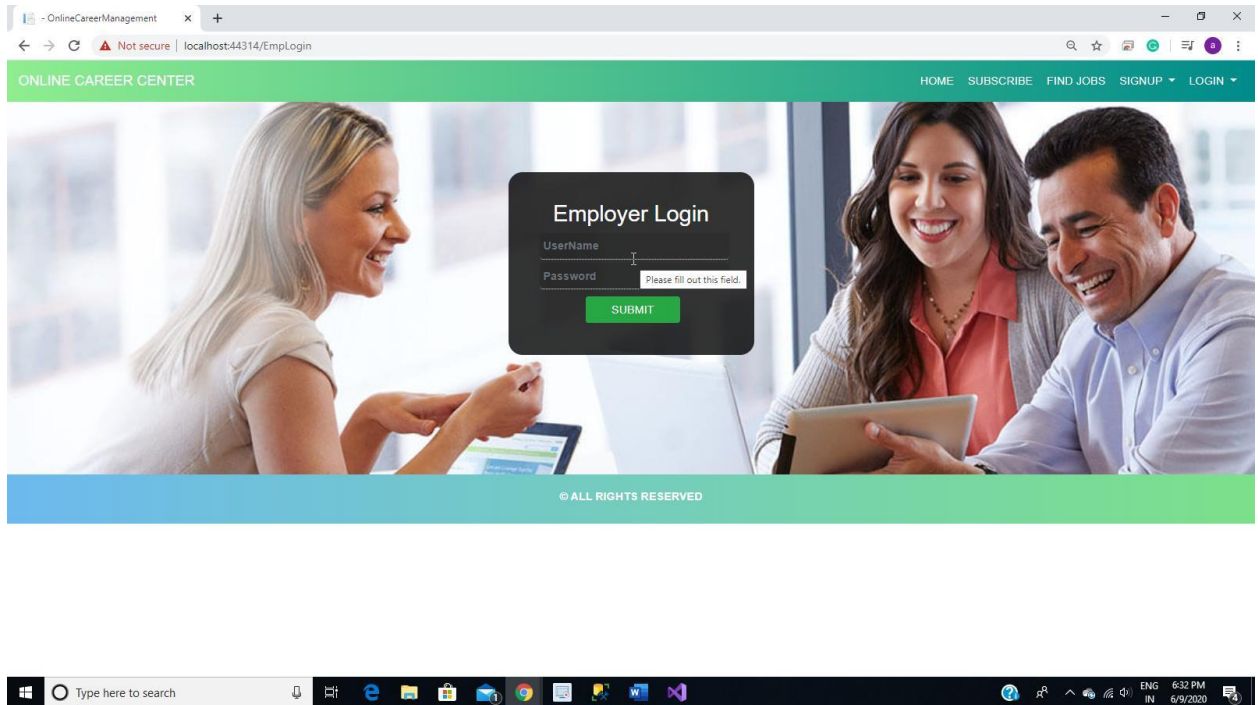 - OnlineCareerManagement
Not secure | localhost:44314/EmpLogin
a
ONLINE CAREER CENTER
HOME SUBSCRIBE FIND JOBS SIGNUP LOGIN
Employer Login
UserName
Password
Please fill out this field.
SUBMIT
© ALL RIGHTS RESERVED
Type here to search
1
ENG
IN
6:32 PM
6/9/2020
4